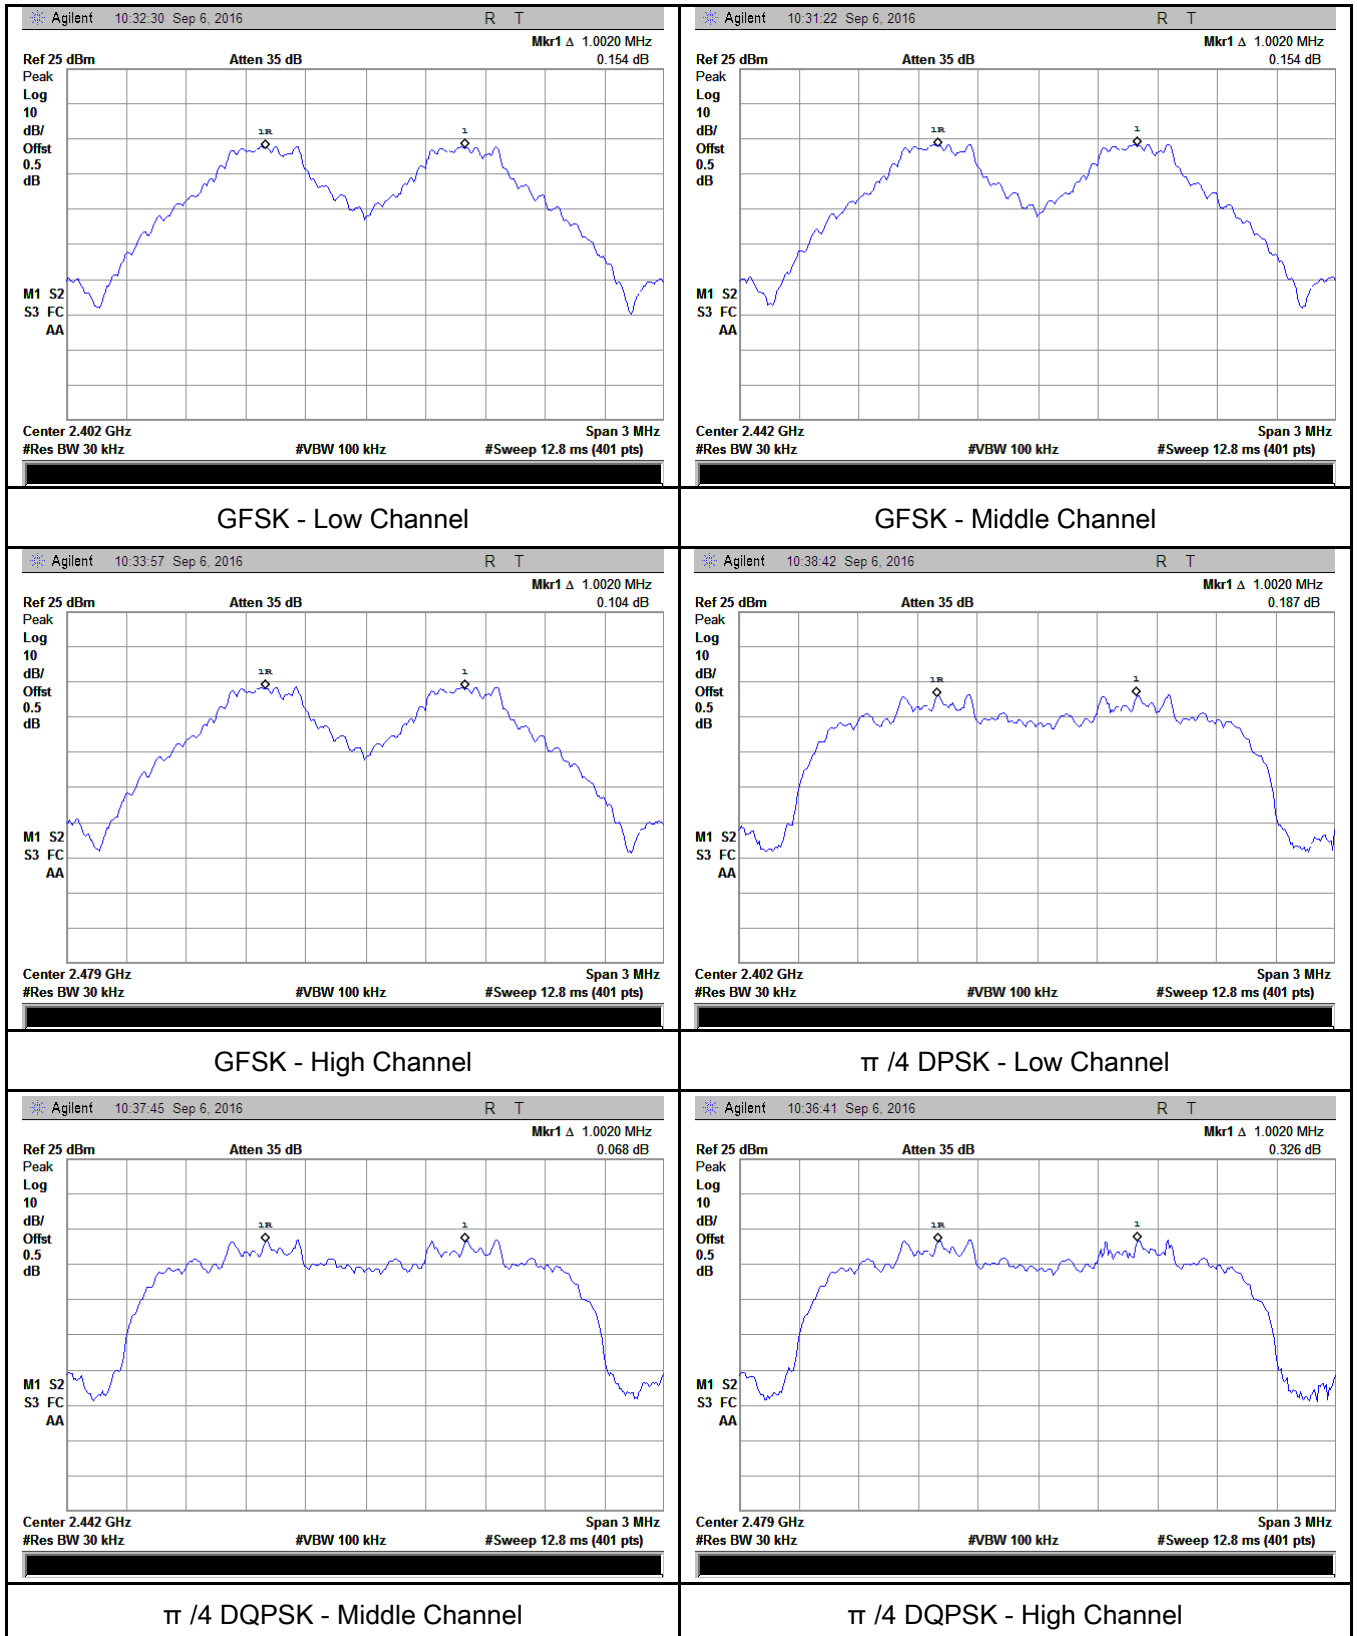 Agilent 10:32:30 Sep 6, 2016 R T
Mkr1 Δ 1.0020 MHz
Ref 25 dBm Atten 35 dB 0.154 dB
Peak
Log
10
dB/
Offst
0.5
dB
1R 1
M1 S2
S3 FC
AA
Center 2.402 GHz Span 3 MHz
#Res BW 30 kHz #VBW 100 kHz #Sweep 12.8 ms (401 pts)
GFSK - Low Channel
Agilent 10:31:22 Sep 6, 2016 R T
Mkr1 Δ 1.0020 MHz
Ref 25 dBm Atten 35 dB 0.154 dB
Peak
Log
10
dB/
Offst
0.5
dB
1R 1
M1 S2
S3 FC
AA
Center 2.442 GHz Span 3 MHz
#Res BW 30 kHz #VBW 100 kHz #Sweep 12.8 ms (401 pts)
GFSK - Middle Channel
Agilent 10:33:57 Sep 6, 2016 R T
Mkr1 Δ 1.0020 MHz
Ref 25 dBm Atten 35 dB 0.104 dB
Peak
Log
10
dB/
Offst
0.5
dB
1R 1
M1 S2
S3 FC
AA
Center 2.479 GHz Span 3 MHz
#Res BW 30 kHz #VBW 100 kHz #Sweep 12.8 ms (401 pts)
GFSK - High Channel
Agilent 10:38:42 Sep 6, 2016 R T
Mkr1 Δ 1.0020 MHz
Ref 25 dBm Atten 35 dB 0.187 dB
Peak
Log
10
dB/
Offst
0.5
dB
1R 1
M1 S2
S3 FC
AA
Center 2.402 GHz Span 3 MHz
#Res BW 30 kHz #VBW 100 kHz #Sweep 12.8 ms (401 pts)
π /4 DPSK - Low Channel
Agilent 10:37:45 Sep 6, 2016 R T
Mkr1 Δ 1.0020 MHz
Ref 25 dBm Atten 35 dB 0.068 dB
Peak
Log
10
dB/
Offst
0.5
dB
1R 1
M1 S2
S3 FC
AA
Center 2.442 GHz Span 3 MHz
#Res BW 30 kHz #VBW 100 kHz #Sweep 12.8 ms (401 pts)
π /4 DQPSK - Middle Channel
Agilent 10:36:41 Sep 6, 2016 R T
Mkr1 Δ 1.0020 MHz
Ref 25 dBm Atten 35 dB 0.326 dB
Peak
Log
10
dB/
Offst
0.5
dB
1R 1
M1 S2
S3 FC
AA
Center 2.479 GHz Span 3 MHz
#Res BW 30 kHz #VBW 100 kHz #Sweep 12.8 ms (401 pts)
π /4 DQPSK - High Channel